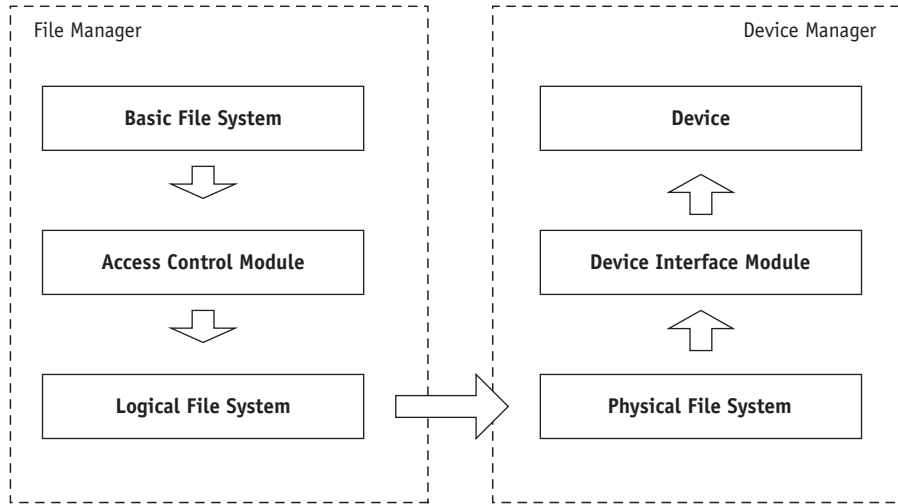 File Manager
Basic File System
Access Control Module
Logical File System
Device Manager
Device
Device Interface Module
Physical File System